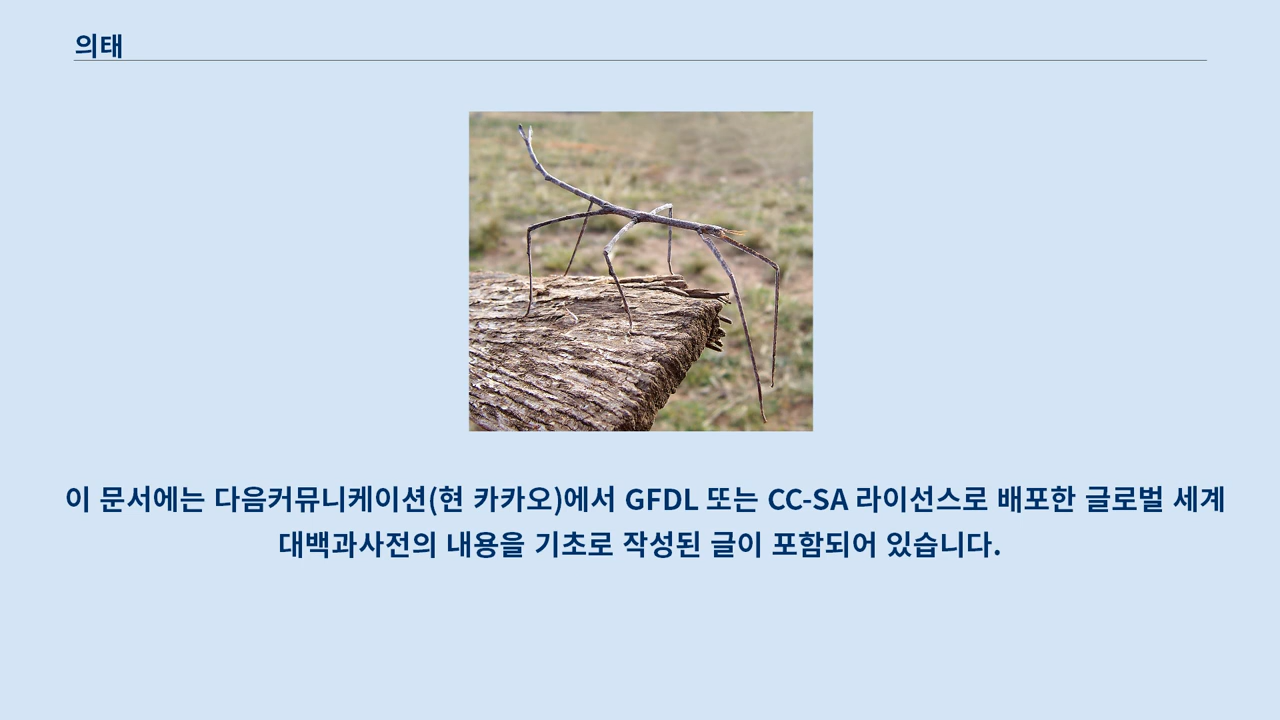 의태
이 문서에는 다음커뮤니케이션(현 카카오)에서 GFDL 또는 CC-SA 라이선스로 배포한 글로벌 세계
대백과사전의 내용을 기초로 작성된 글이 포함되어 있습니다.